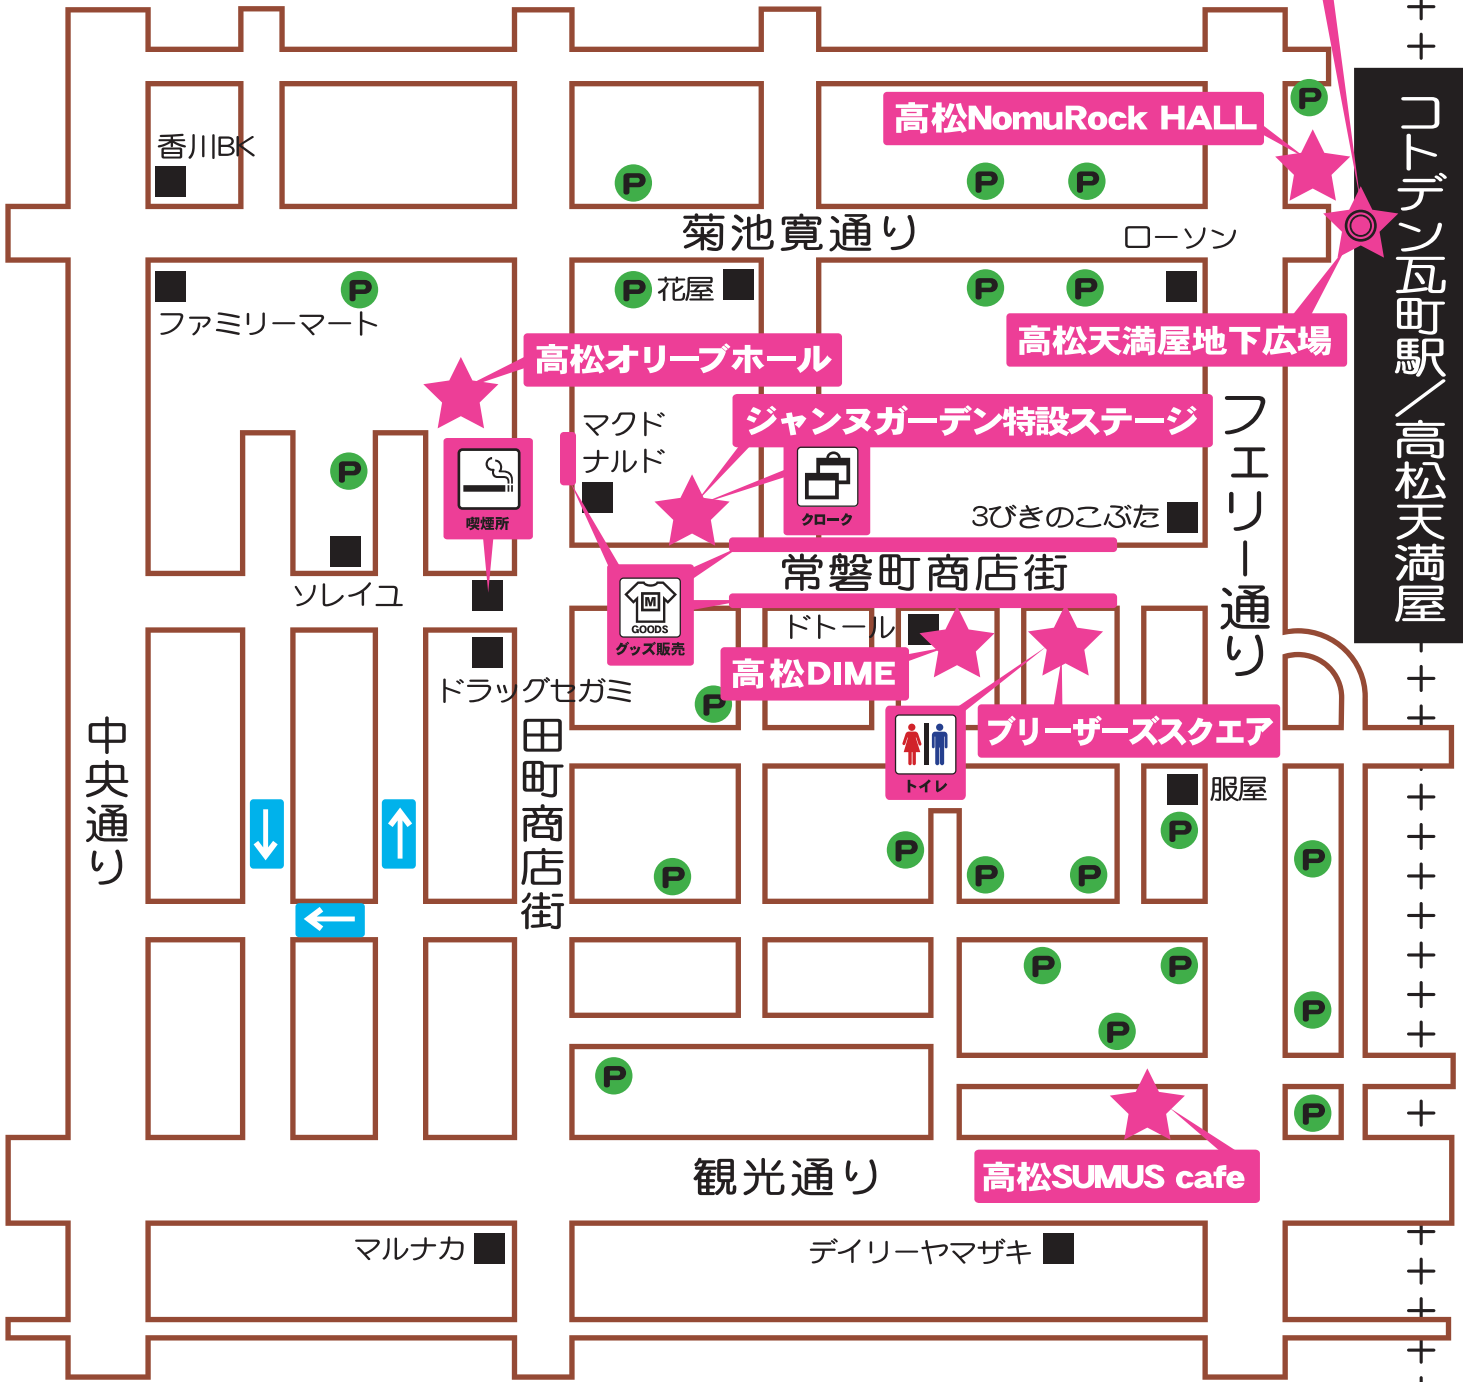 高松NomuRock HALL
P
香川BK
P
P
P
菊池寛通り
ローソン
コトデン瓦町駅／高松天満屋
ファミリーマート
P
P
花屋
P
P
高松天満屋地下広場
高松オリーブホール
ジャンヌガーデン特設ステージ
マクド
ナルド
フェリー通り
P
喫煙所
クローク
3びきのこぶた
常磐町商店街
ソレイユ
M
GOODS
グッズ販売
ドトール
高松DIME
ドラッグセガミ
P
ブリーザーズスクエア
トイレ
中央通り
田町商店街
服屋
P
P
P
P
P
P
P
P
P
P
P
P
高松SUMUS cafe
観光通り
マルナカ
デイリーヤマザキ